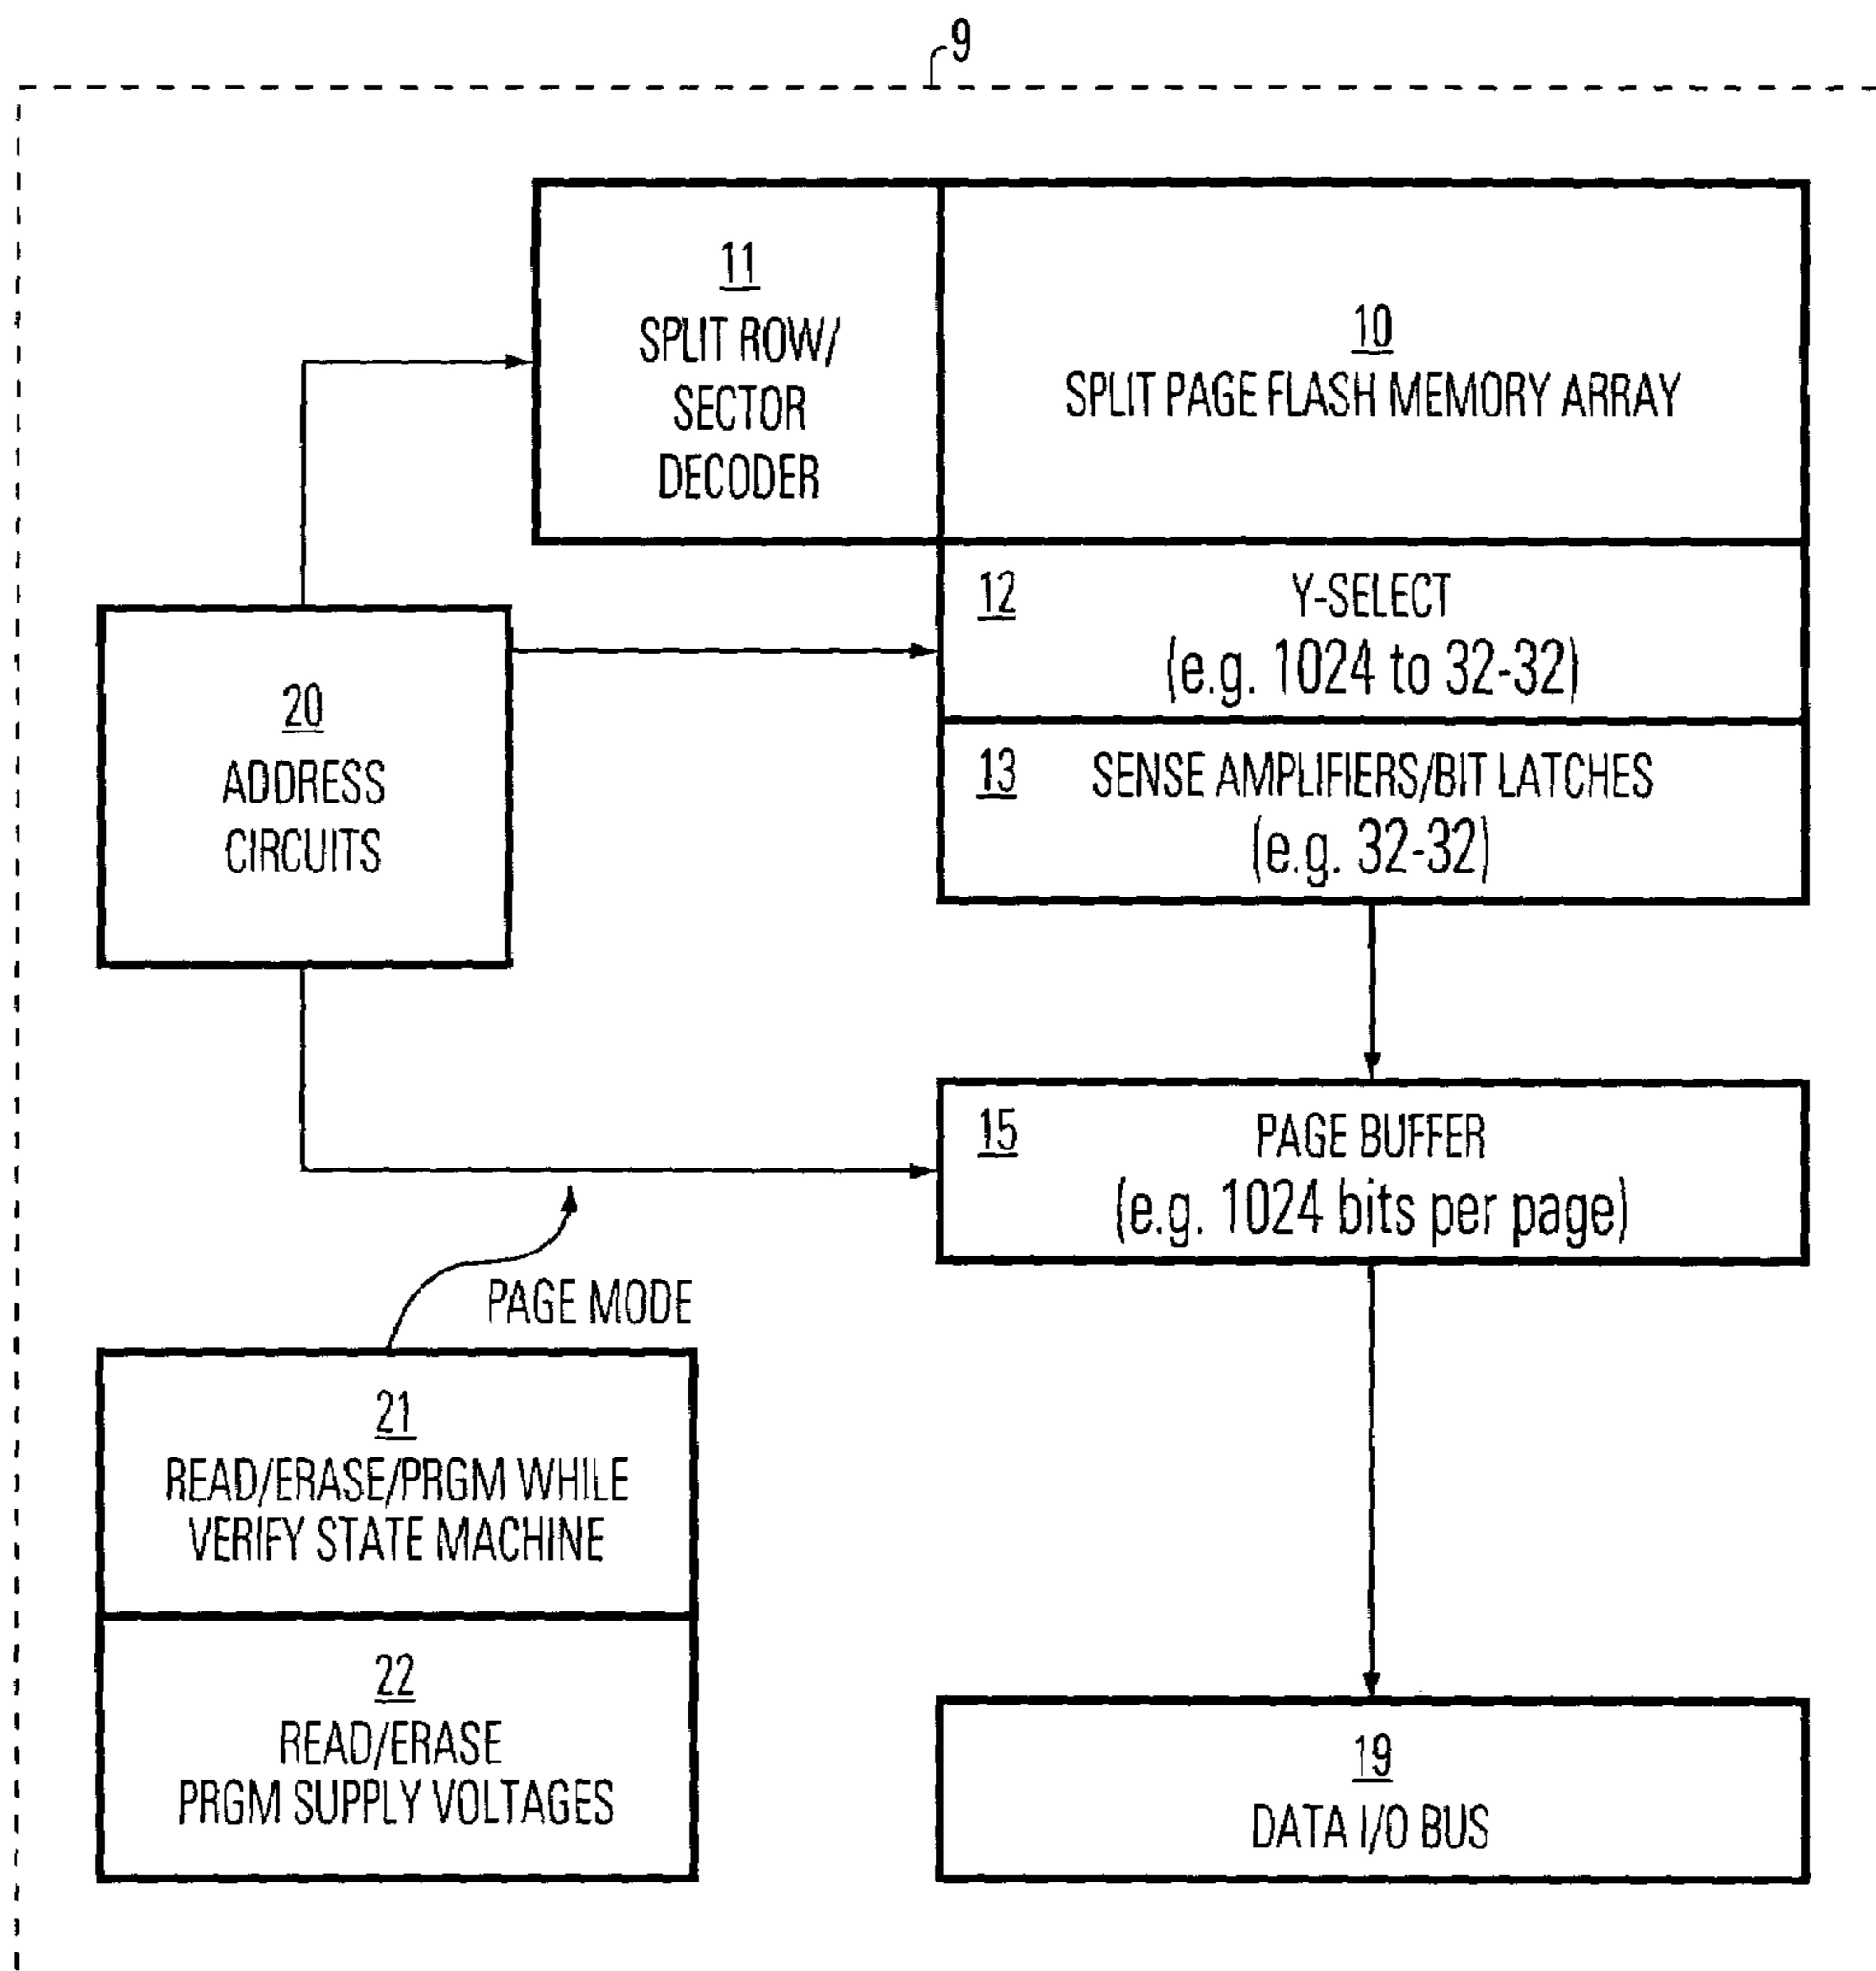 9
11
SPLIT ROW/
SECTOR
DECODER
10
SPLIT PAGE FLASH MEMORY ARRAY
12
Y-SELECT
(e.g. 1024 to 32-32)
13
SENSE AMPLIFIERS/BIT LATCHES
(e.g. 32-32)
20
ADDRESS
CIRCUITS
15
PAGE BUFFER
(e.g. 1024 bits per page)
PAGE MODE
21
READ/ERASE/PRGM WHILE
VERIFY STATE MACHINE
22
READ/ERASE
PRGM SUPPLY VOLTAGES
19
DATA I/O BUS